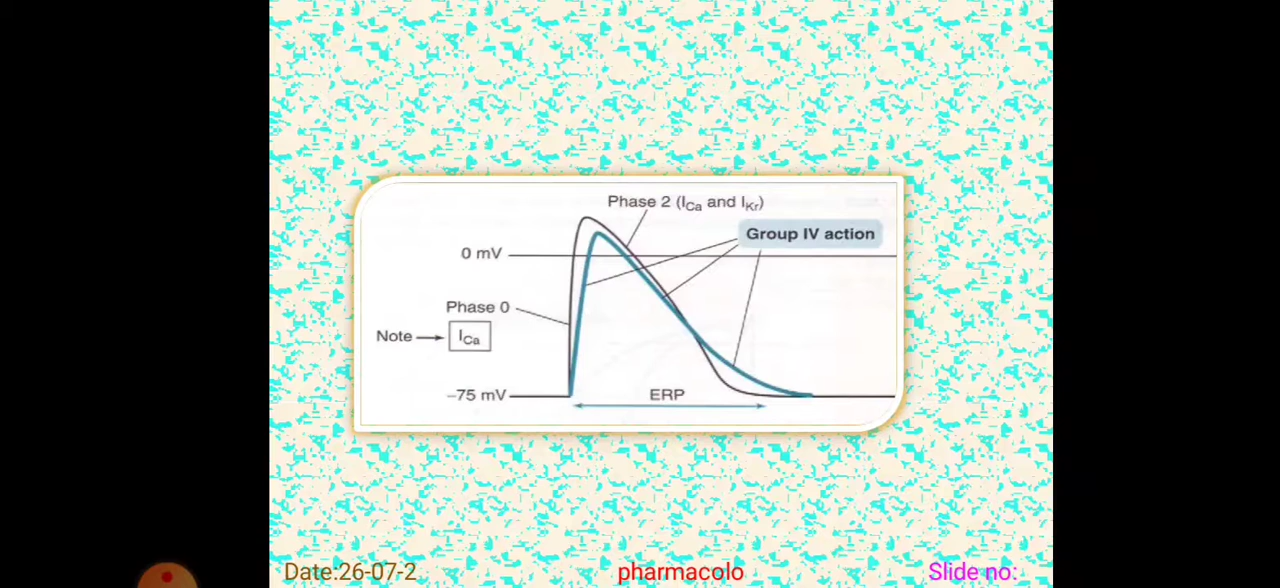 Phase 2 (ICa and IKr)
Group IV action
0 mV
Phase 0
Note → ICa
–75 mV
ERP
Date:26-07-2
pharmacolo
Slide no: